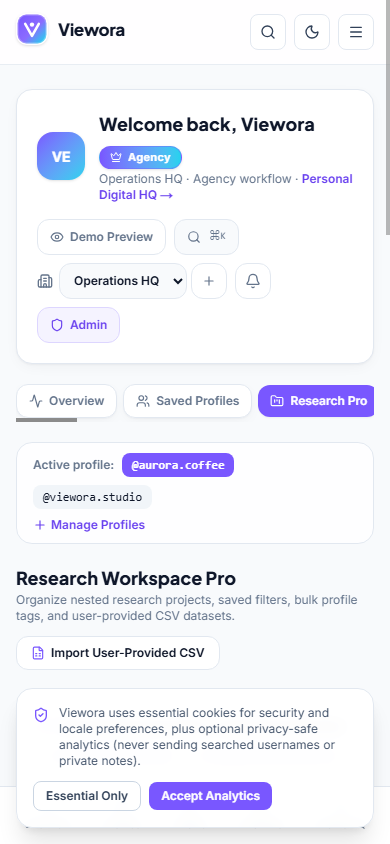 Viewora
Welcome back, Viewora
VE
Agency
Operations HQ · Agency workflow · Personal
Digital HQ →
Demo Preview
⌘K
Operations HQ
Admin
Overview
Saved Profiles
Research Pro
Active profile:
@aurora.coffee
@viewora.studio
Manage Profiles
Research Workspace Pro
Organize nested research projects, saved filters, bulk profile
tags, and user-provided CSV datasets.
Import User-Provided CSV
Viewora uses essential cookies for security and
locale preferences, plus optional privacy-safe
analytics (never sending searched usernames or
private notes).
Essential Only
Accept Analytics